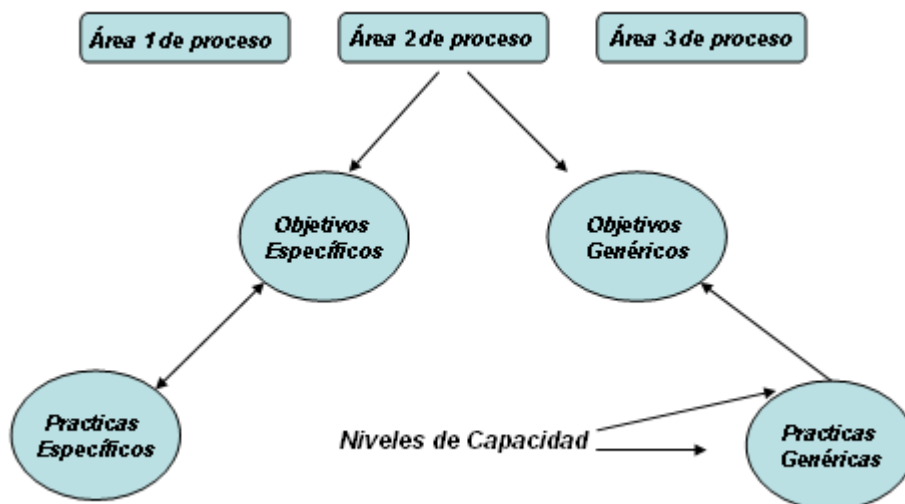 Área 1 de proceso
Área 2 de proceso
Área 3 de proceso
Objetivos
Específicos
Objetivos
Genéricos
Practicas
Específicos
Niveles de Capacidad
Practicas
Genéricas